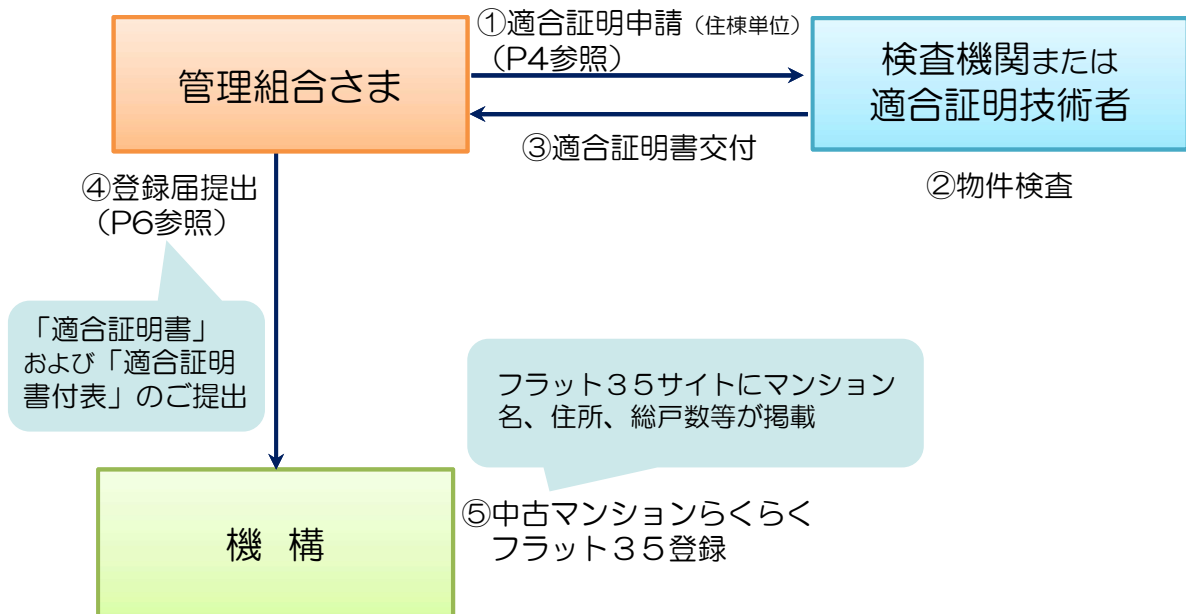 ①適合証明申請（住棟単位）
（P4参照）
管理組合さま
検査機関または
適合証明技術者
③適合証明書交付
②物件検査
④登録届提出
（P6参照）
「適合証明書」
および「適合証明
書付表」のご提出
フラット３５サイトにマンション
名、住所、総戸数等が掲載
⑤中古マンションらくらく
フラット３５登録
機 構